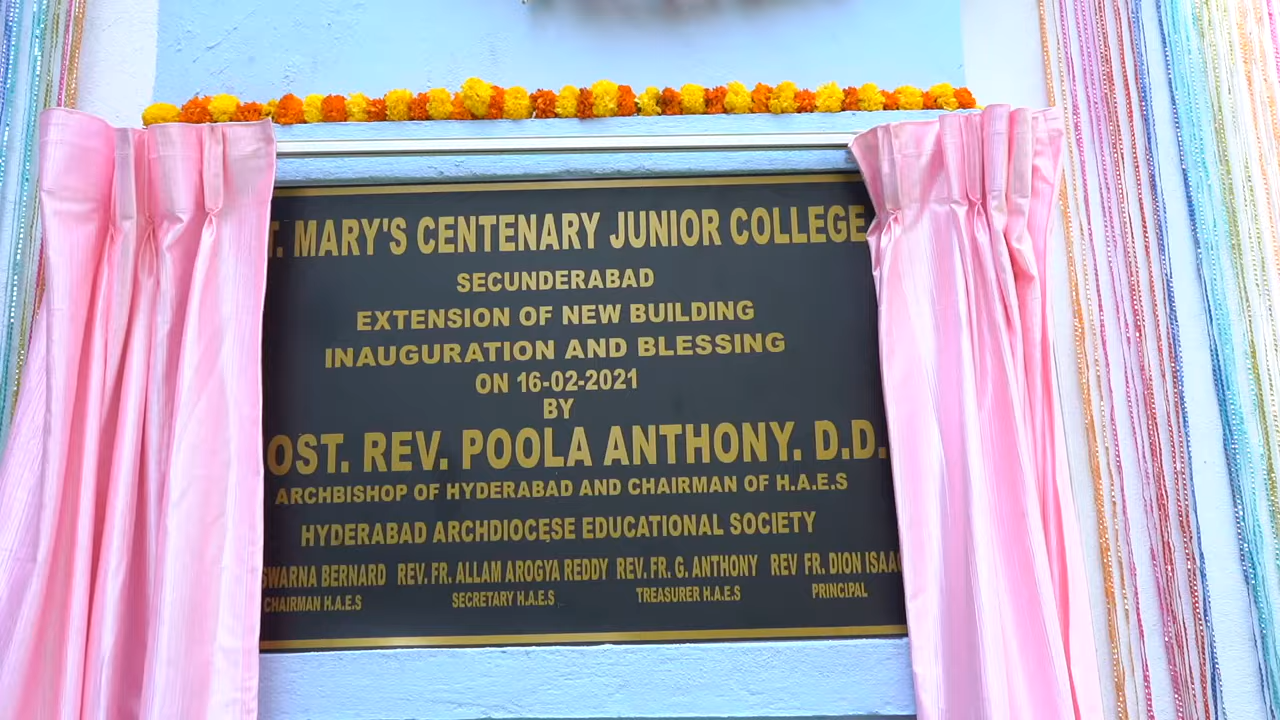 T. MARY'S CENTENARY JUNIOR COLLEGE
SECUNDERABAD
EXTENSION OF NEW BUILDING
INAUGURATION AND BLESSING
ON 16-02-2021
BY
OST. REV. POOLA ANTHONY. D.D.
ARCHBISHOP OF HYDERABAD AND CHAIRMAN OF H.A.E.S
HYDERABAD ARCHDIOCESE EDUCATIONAL SOCIETY
SWARNA BERNARD REV. FR. ALLAM AROGYA REDDY REV. FR. G. ANTHONY REV FR. DION ISAAC
CHAIRMAN H.A.E.S SECRETARY H.A.E.S TREASURER H.A.E.S PRINCIPAL